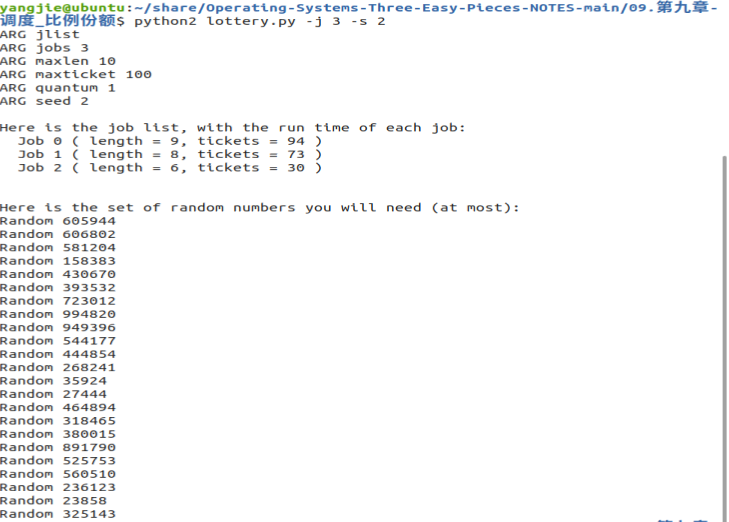 yangjie@ubuntu:~/share/Operating-Systems-Three-Easy-Pieces-NOTES-main/09.第九章-
调度_比例份额$ python2 lottery.py -j 3 -s 2
ARG jlist
ARG jobs 3
ARG maxlen 10
ARG maxticket 100
ARG quantum 1
ARG seed 2
Here is the job list, with the run time of each job:
Job 0 ( length = 9, tickets = 94 )
Job 1 ( length = 8, tickets = 73 )
Job 2 ( length = 6, tickets = 30 )
Here is the set of random numbers you will need (at most):
Random 605944
Random 606802
Random 581204
Random 158383
Random 430670
Random 393532
Random 723012
Random 994820
Random 949396
Random 544177
Random 444854
Random 268241
Random 35924
Random 27444
Random 464894
Random 318465
Random 380015
Random 891790
Random 525753
Random 560510
Random 236123
Random 23858
Random 325143